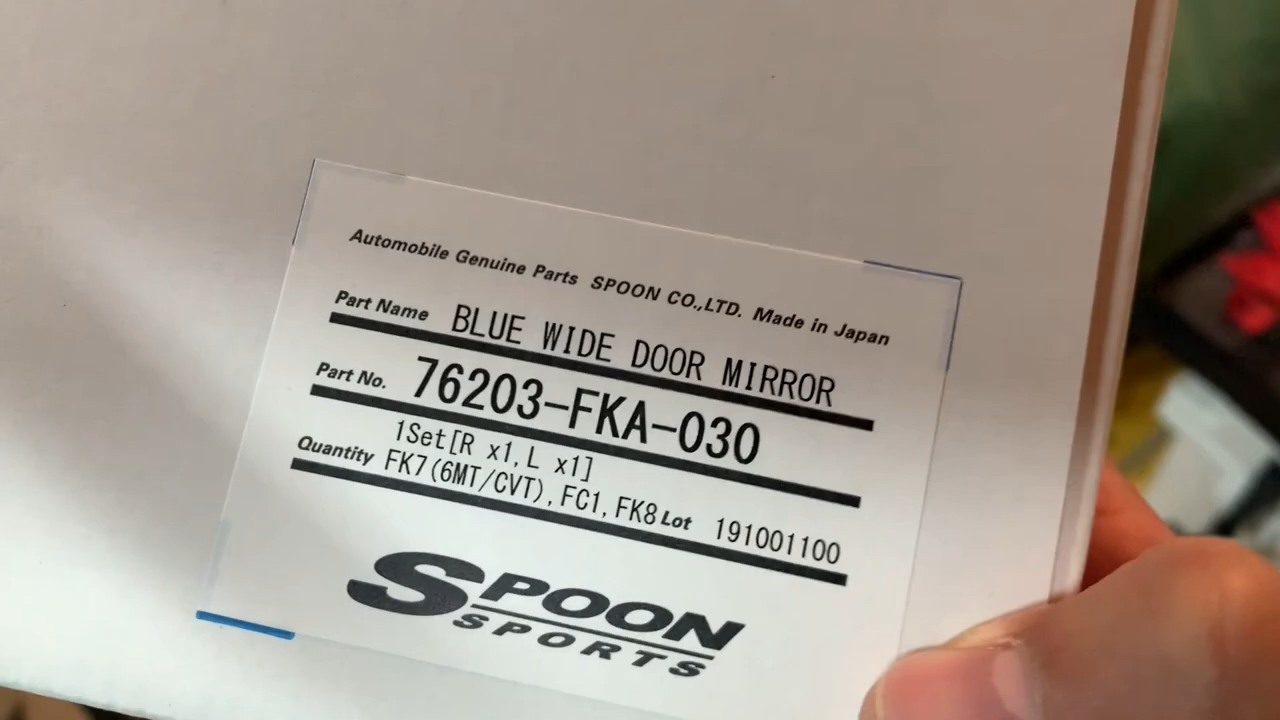 Automobile Genuine Parts SPOON CO.,LTD. Made in Japan
Part Name BLUE WIDE DOOR MIRROR
Part No. 76203-FKA-030
1Set[R x1,L x1]
Quantity FK7(6MT/CVT),FC1,FK8 Lot 191001100
SPOON
SPORTS